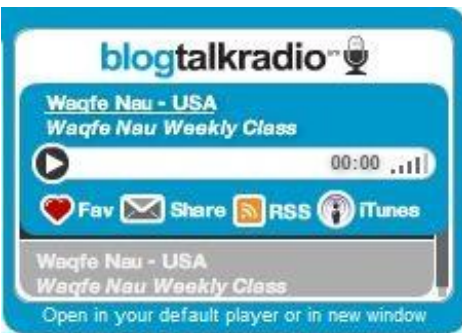 blogtalkradio
Waqfe Nau - USA
Waqfe Nau Weekly Class
00:00
Fav Share RSS iTunes
Waqfe Nau - USA
Waqfe Nau Weekly Class
Open in your default player or in new window